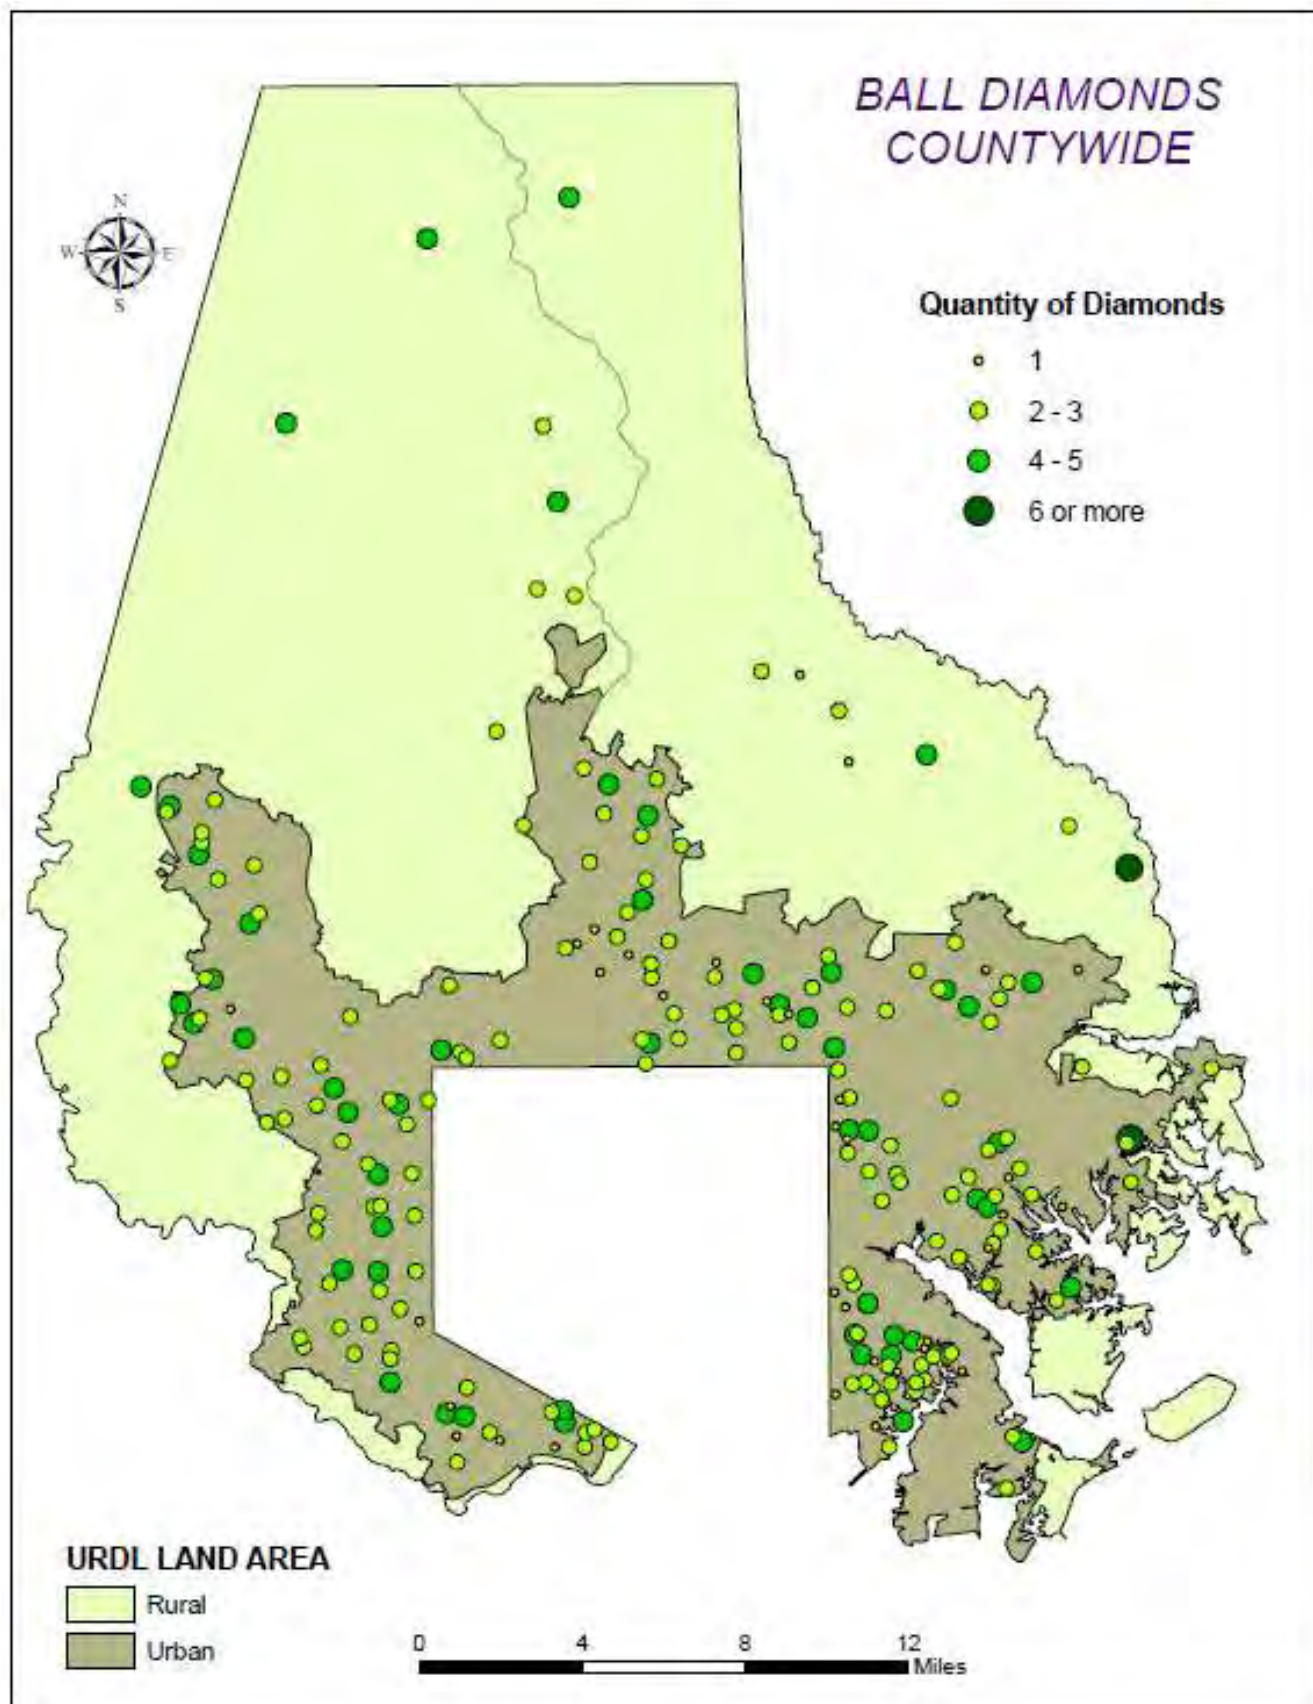 BALL DIAMONDS
COUNTYWIDE
N
W E
S
Quantity of Diamonds
1
2 - 3
4 - 5
6 or more
URDL LAND AREA
Rural
Urban
0 4 8 12
Miles